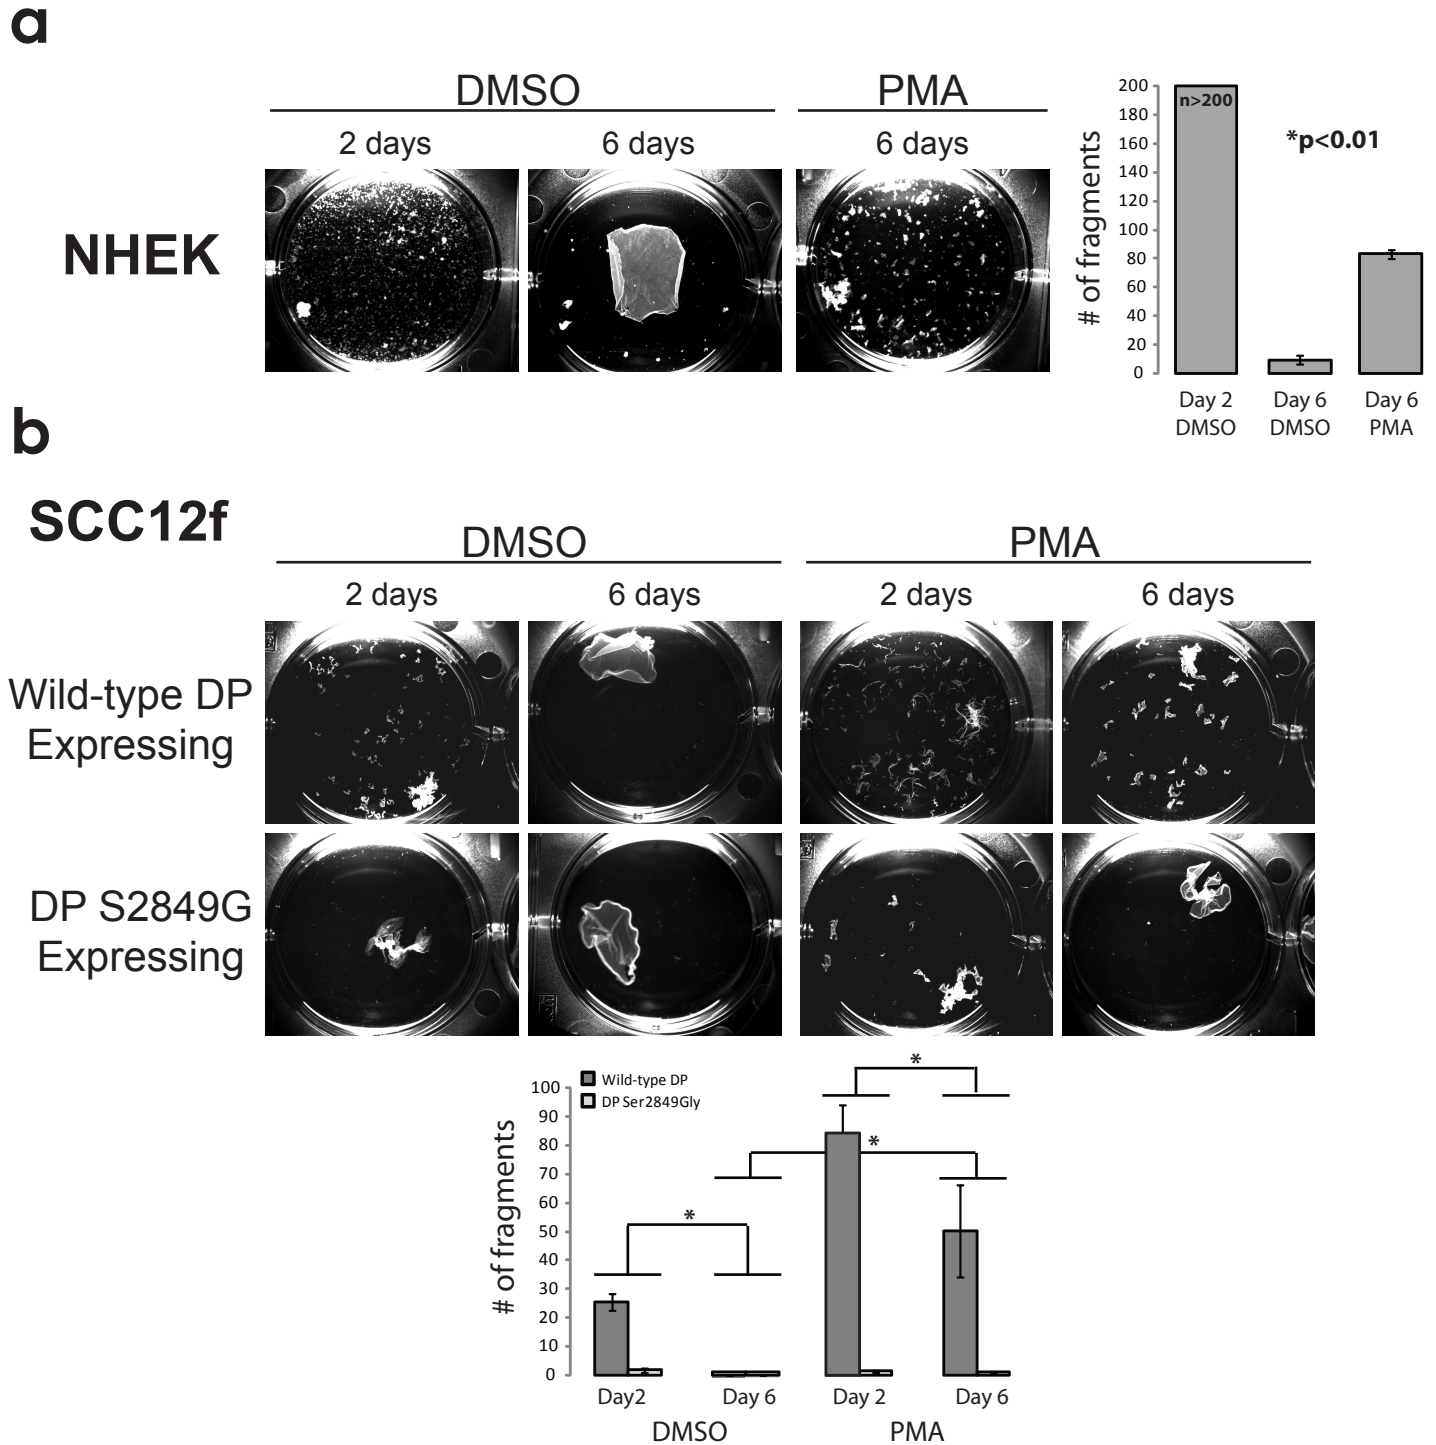 a
DMSO
PMA
2 days
6 days
6 days
NHEK
# of fragments
200
180
160
140
120
100
80
60
40
20
0
n>200
*p<0.01
Day 2
DMSO
Day 6
DMSO
Day 6
PMA
b
SCC12f
DMSO
PMA
2 days
6 days
2 days
6 days
Wild-type DP
Expressing
DP S2849G
Expressing
# of fragments
100
90
80
70
60
50
40
30
20
10
0
Wild-type DP
DP Ser2849Gly
*
*
*
Day2
Day 6
Day 2
Day 6
DMSO
PMA